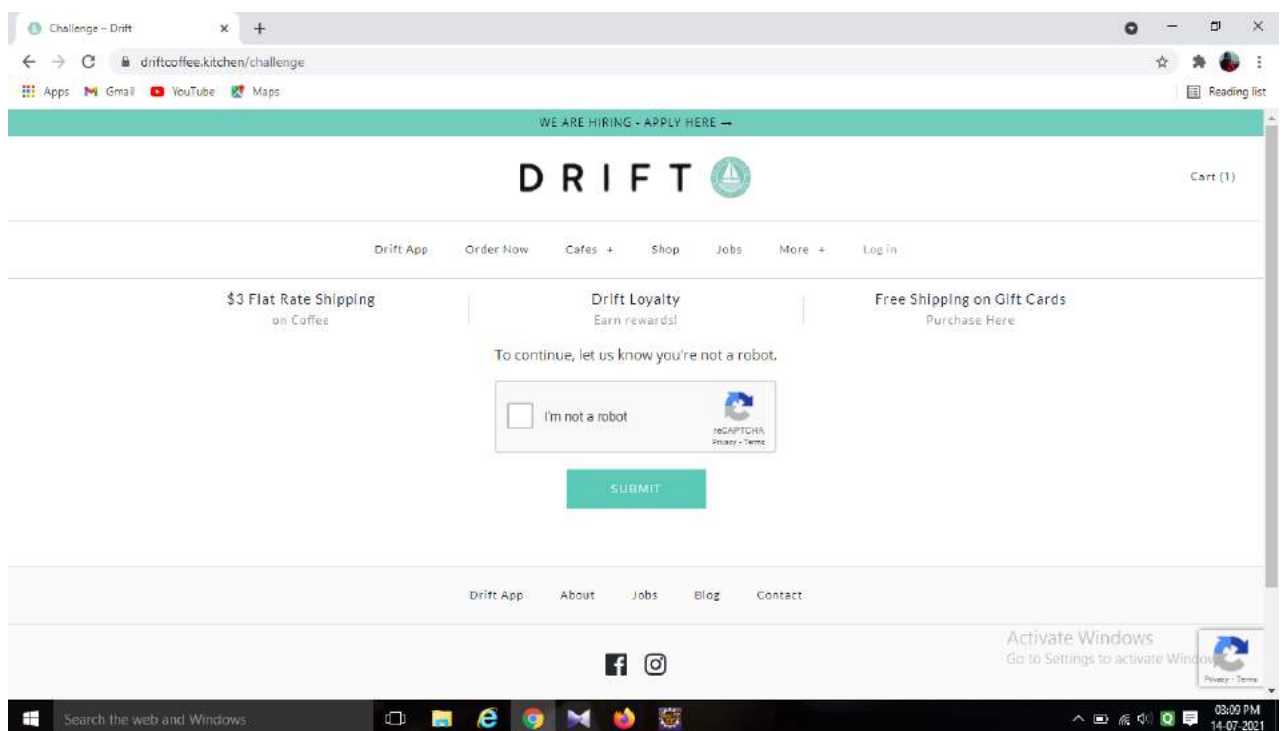 Challenge – Drift
driftcoffee.kitchen/challenge
Apps Gmail YouTube Maps Reading list
WE ARE HIRING - APPLY HERE →
DRIFT
Cart (1)
Drift App Order Now Cafes + Shop Jobs More + Log in
$3 Flat Rate Shipping
on Coffee
Drift Loyalty
Earn rewards!
Free Shipping on Gift Cards
Purchase Here
To continue, let us know you're not a robot.
I'm not a robot
reCAPTCHA
Privacy - Terms
SUBMIT
Drift App About Jobs Blog Contact
Activate Windows
Go to Settings to activate Windows
Privacy - Terms
Search the web and Windows
03:09 PM
14-07-2021